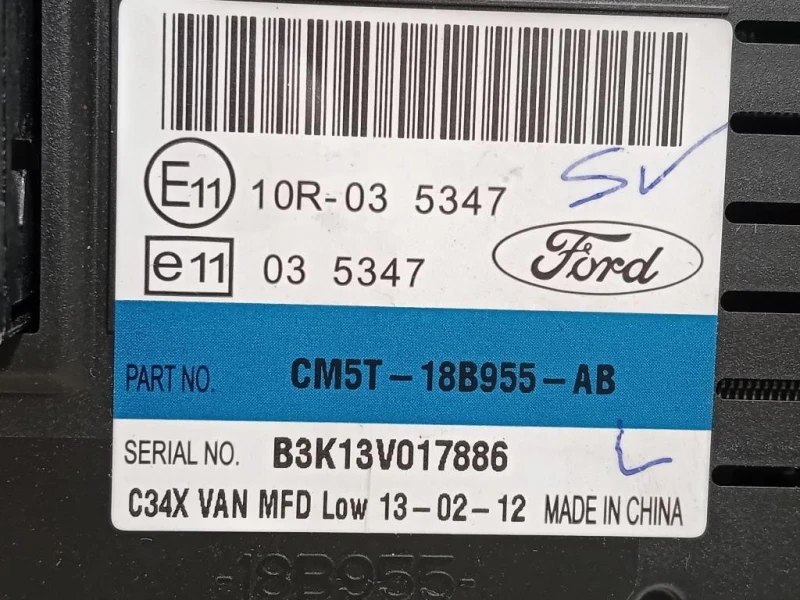 SV
E11 10R-03 5347
e11 03 5347
Ford
PART NO. CM5T-18B955-AB
L
SERIAL NO. B3K13V017886
C34X VAN MFD Low 13-02-12 MADE IN CHINA
-18B955-